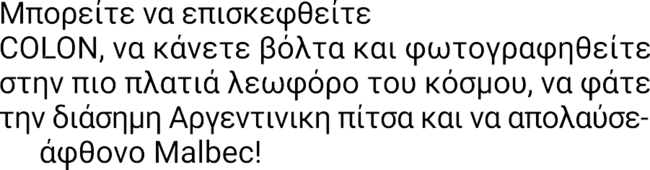 Μπορείτε να επισκεφθείτε
COLON, να κάνετε βόλτα και φωτογραφηθείτε
στην πιο πλατιά λεωφόρο του κόσμου, να φάτε
την διάσημη Αργεντινικη πίτσα και να απολαύσε-
άφθονο Malbec!